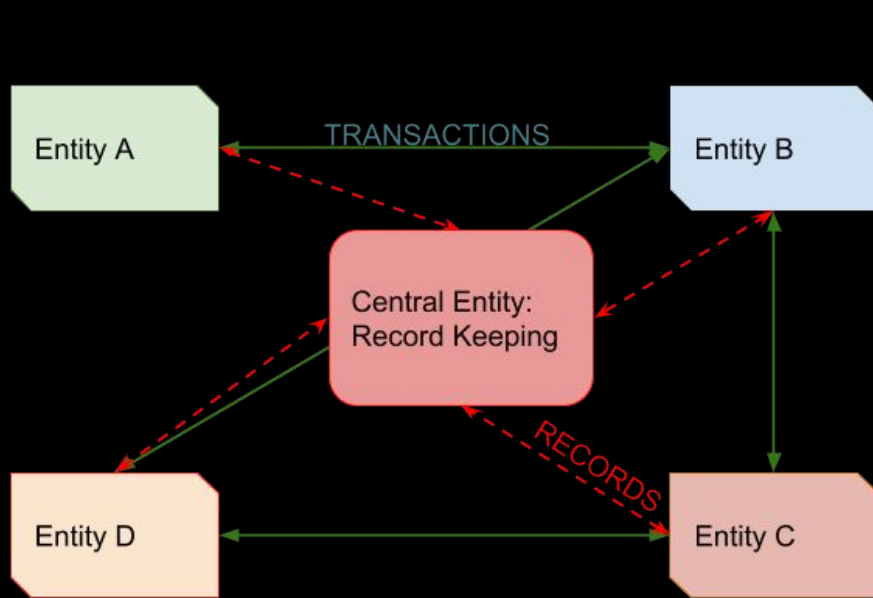 Entity A
TRANSACTIONS
Entity B
Central Entity:
Record Keeping
RECORDS
Entity D
Entity C